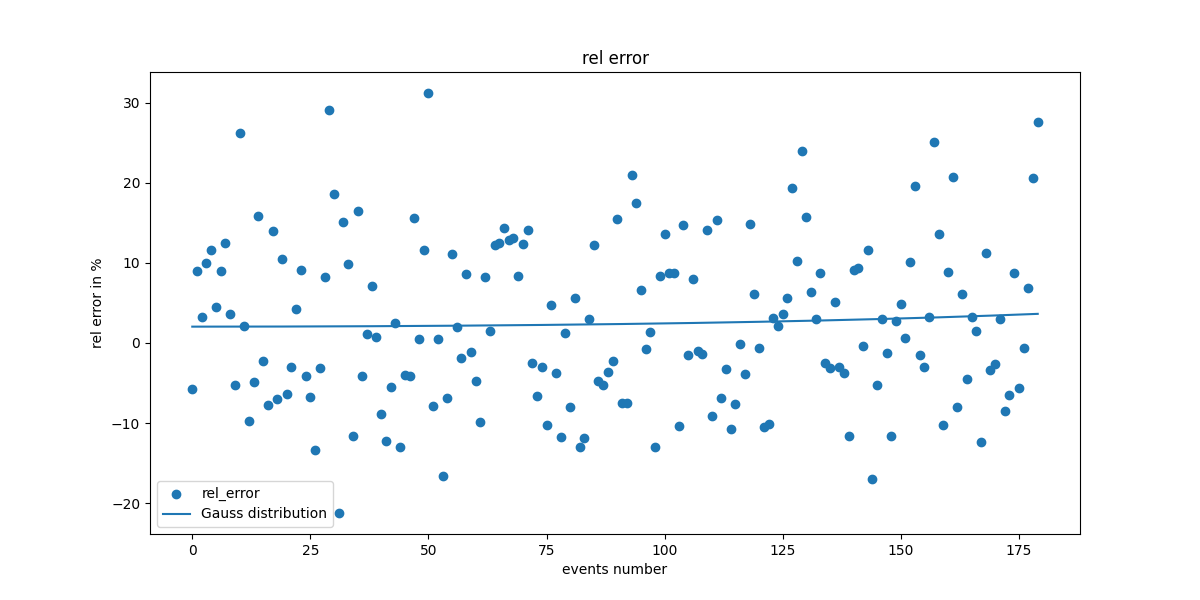 rel error
rel error in %
30
20
10
0
−10
−20
rel_error
Gauss distribution
0 25 50 75 100 125 150 175
events number